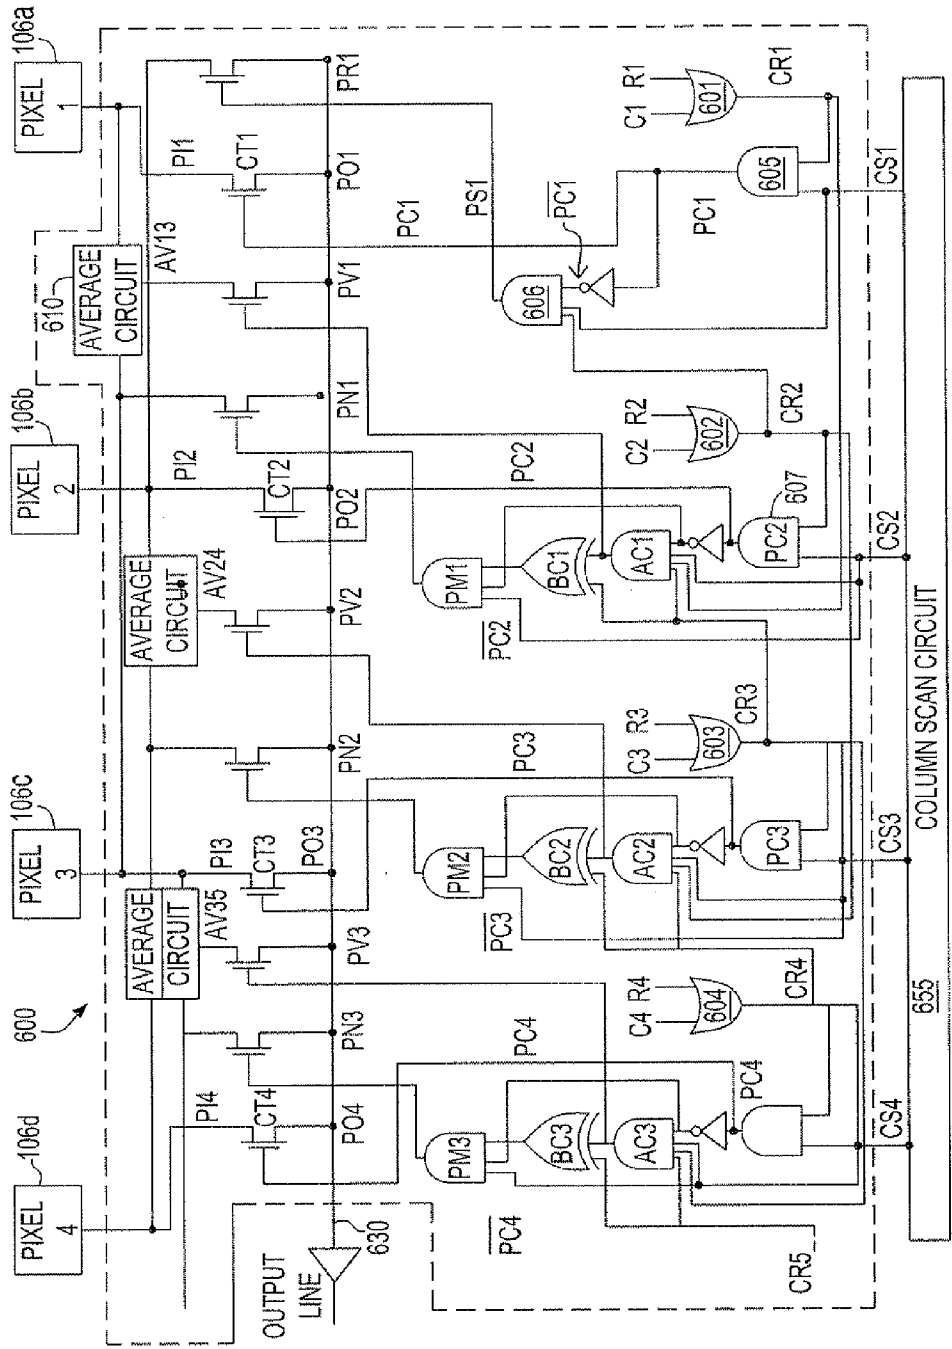 106a
PIXEL
1
106b
PIXEL
2
106c
PIXEL
3
106d
PIXEL
4
600
610
AVERAGE
CIRCUIT
AV13
AVERAGE
CIRCUIT
AV24
AVERAGE
CIRCUIT
AV35
PI1
PI2
PI3
PI4
CT1
CT2
CT3
CT4
PR1
PO1
PV1
PN1
PO2
PV2
PN2
PO3
PV3
PN3
PO4
630
OUTPUT
LINE
PC1
PS1
PC1
PC2
PC3
PC4
606
PM1
PM2
PM3
PC2
PC3
PC4
BC1
BC2
BC3
AC1
AC2
AC3
C1
R1
601
CR1
C2
R2
602
CR2
C3
R3
603
CR3
C4
R4
604
CR4
CR5
605
PC1
PC2
607
PC3
PC4
CS1
CS2
CS3
CS4
655
COLUMN SCAN CIRCUIT